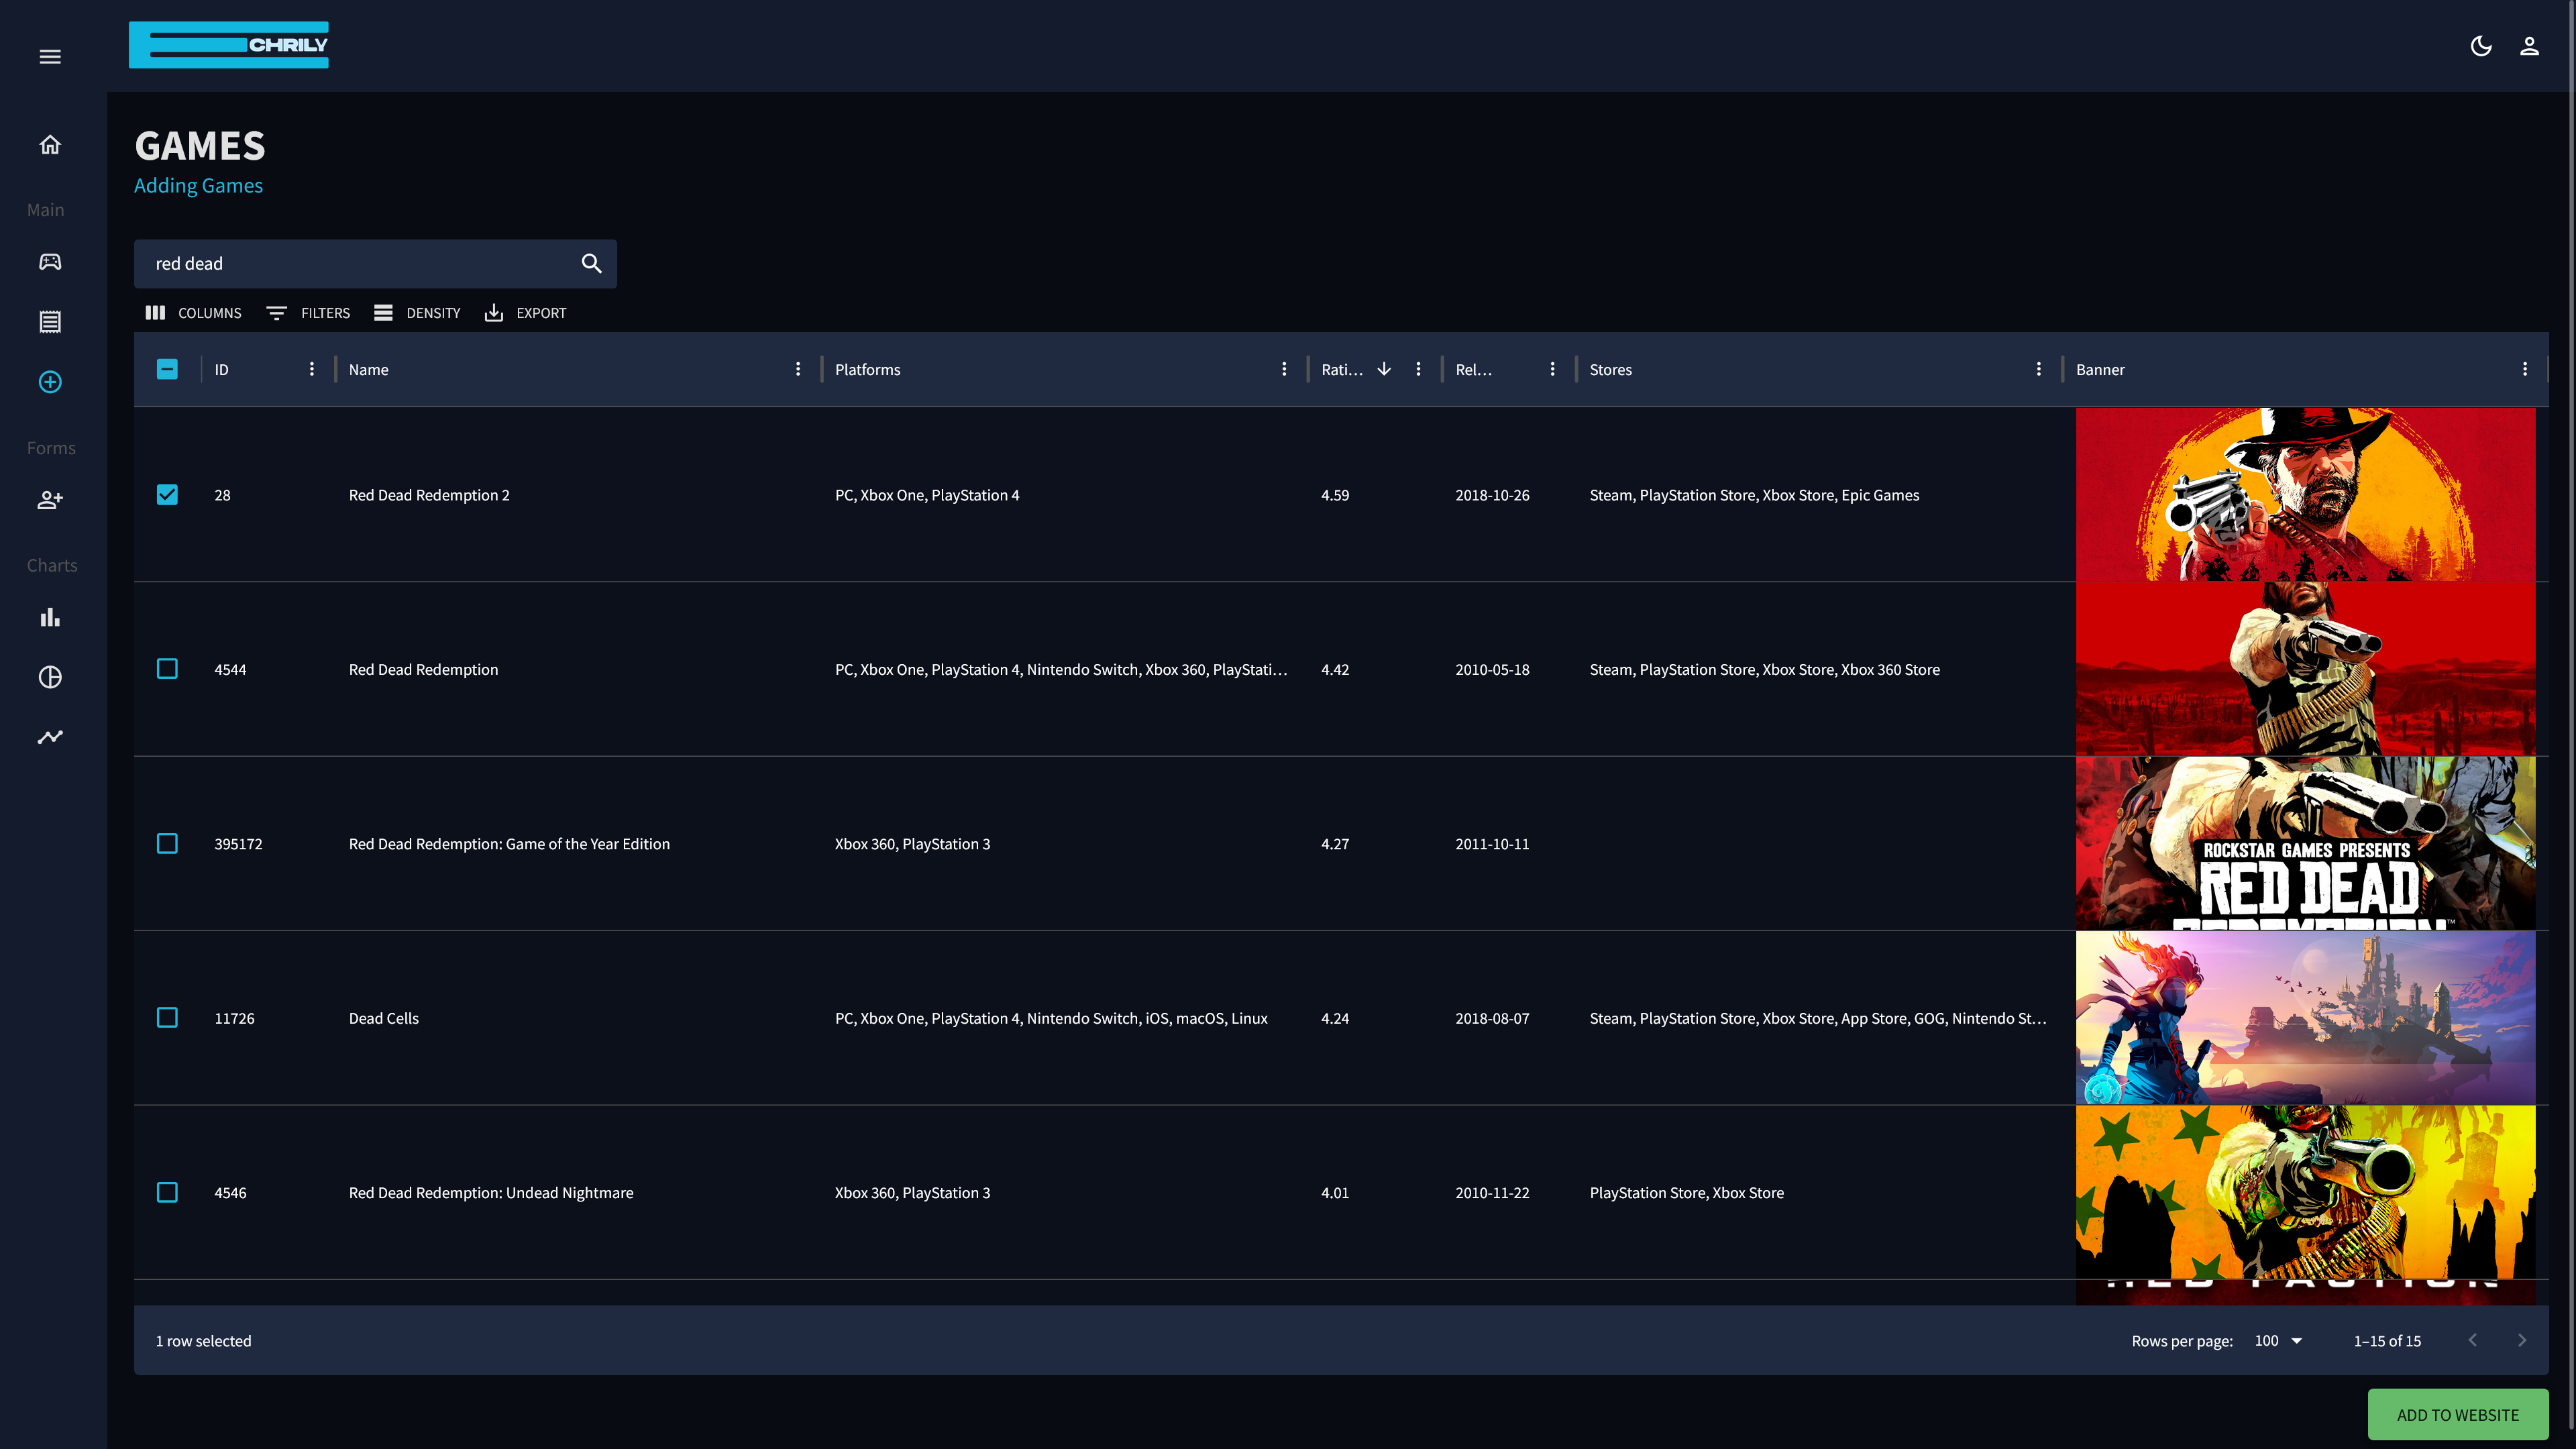 CHRILY
GAMES
Adding Games
Main
red dead
COLUMNS FILTERS DENSITY EXPORT
ID Name Platforms Rati... Rel... Stores Banner
Forms
28 Red Dead Redemption 2 PC, Xbox One, PlayStation 4 4.59 2018-10-26 Steam, PlayStation Store, Xbox Store, Epic Games
Charts
4544 Red Dead Redemption PC, Xbox One, PlayStation 4, Nintendo Switch, Xbox 360, PlayStati... 4.42 2010-05-18 Steam, PlayStation Store, Xbox Store, Xbox 360 Store
395172 Red Dead Redemption: Game of the Year Edition Xbox 360, PlayStation 3 4.27 2011-10-11
ROCKSTAR GAMES PRESENTS
RED DEAD
REDEMPTION™
11726 Dead Cells PC, Xbox One, PlayStation 4, Nintendo Switch, iOS, macOS, Linux 4.24 2018-08-07 Steam, PlayStation Store, Xbox Store, App Store, GOG, Nintendo St...
4546 Red Dead Redemption: Undead Nightmare Xbox 360, PlayStation 3 4.01 2010-11-22 PlayStation Store, Xbox Store
1 row selected Rows per page: 100 1–15 of 15
ADD TO WEBSITE